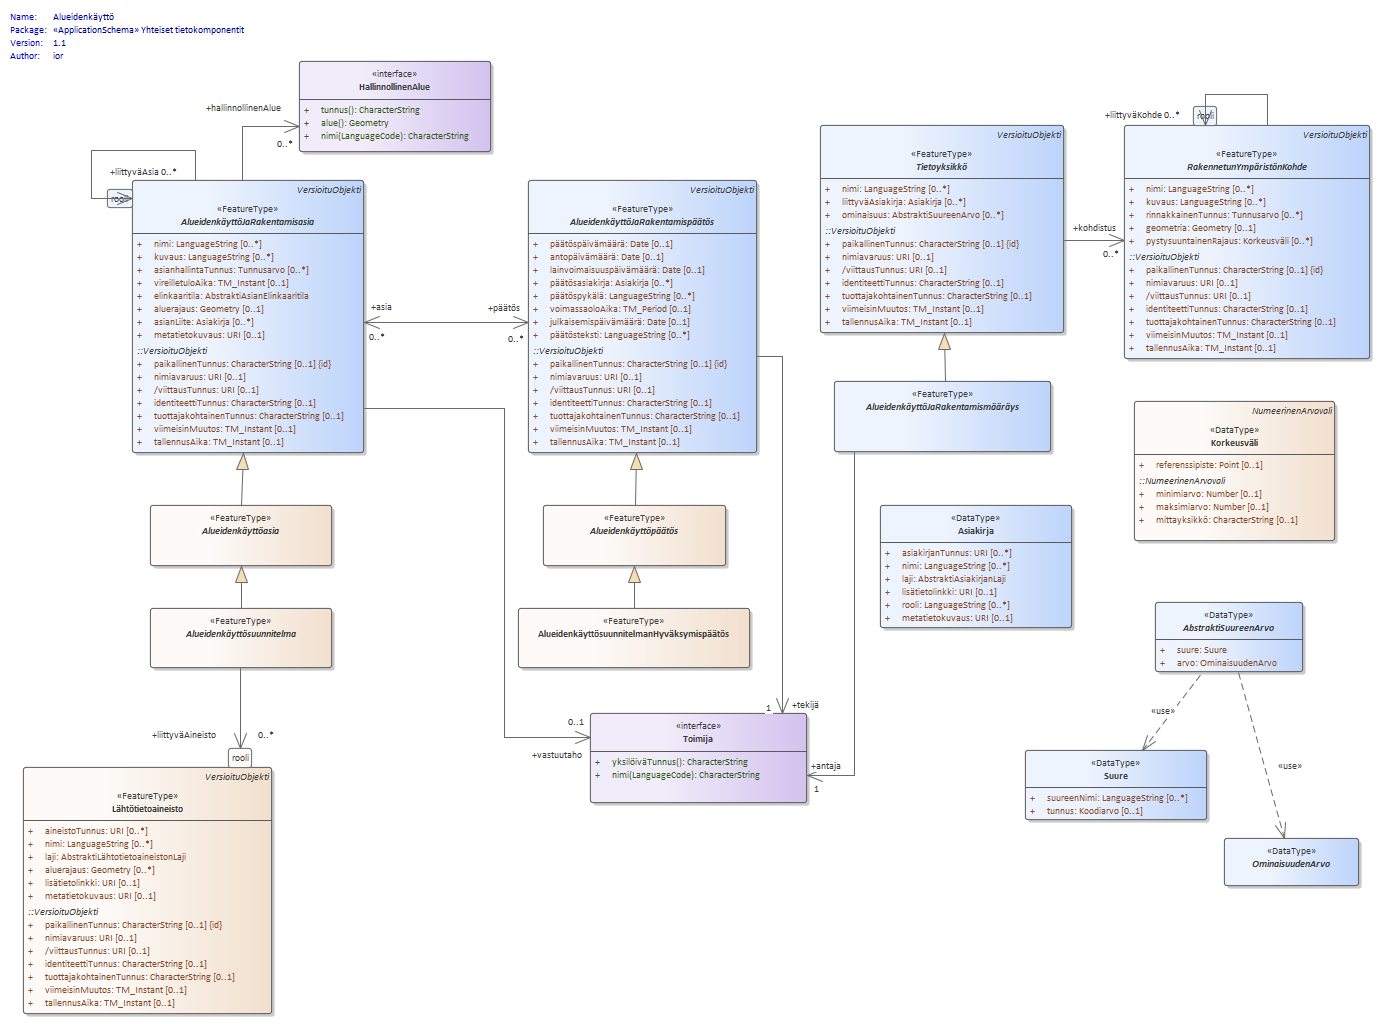 Name: Alueidenkäyttö
Package: «ApplicationSchema» Yhteiset tietokomponentit
Version: 1.1
Author: ior
«interface»
HallinnollinenAlue
+ tunnus(): CharacterString
+ alue(): Geometry
+ nimi(LanguageCode): CharacterString
+hallinnollinenAlue
0..*
+liittyväAsia 0..*
rooli
VersioituObjekti
«FeatureType»
AlueidenkäyttöJaRakentamisasia
+ nimi: LanguageString [0..*]
+ kuvaus: LanguageString [0..*]
+ asianhallintaTunnus: Tunnusarvo [0..*]
+ vireilletuloAika: TM_Instant [0..1]
+ elinkaaritila: AbstraktiAsianElinkaaritila
+ aluerajaus: Geometry [0..1]
+ asianLiite: Asiakirja [0..*]
+ metatietokuvaus: URI [0..1]
::VersioituObjekti
+ paikallinenTunnus: CharacterString [0..1] {id}
+ nimiavaruus: URI [0..1]
+ /viittausTunnus: URI [0..1]
+ identiteettiTunnus: CharacterString [0..1]
+ tuottajakohtainenTunnus: CharacterString [0..1]
+ viimeisinMuutos: TM_Instant [0..1]
+ tallennusAika: TM_Instant [0..1]
+asia
0..*
+päätös
0..*
VersioituObjekti
«FeatureType»
AlueidenkäyttöJaRakentamispäätös
+ päätöspäivämäärä: Date [0..1]
+ antopäivämäärä: Date [0..1]
+ lainvoimaisuuspäivämäärä: Date [0..1]
+ päätösasiakirja: Asiakirja [0..*]
+ päätöspykälä: LanguageString [0..*]
+ voimassaoloAika: TM_Period [0..1]
+ julkaisemispäivämäärä: Date [0..1]
+ päätösteksti: LanguageString [0..*]
::VersioituObjekti
+ paikallinenTunnus: CharacterString [0..1] {id}
+ nimiavaruus: URI [0..1]
+ /viittausTunnus: URI [0..1]
+ identiteettiTunnus: CharacterString [0..1]
+ tuottajakohtainenTunnus: CharacterString [0..1]
+ viimeisinMuutos: TM_Instant [0..1]
+ tallennusAika: TM_Instant [0..1]
VersioituObjekti
«FeatureType»
Tietoyksikkö
+ nimi: LanguageString [0..*]
+ liittyväAsiakirja: Asiakirja [0..*]
+ ominaisuus: AbstraktiSuureenArvo [0..*]
::VersioituObjekti
+ paikallinenTunnus: CharacterString [0..1] {id}
+ nimiavaruus: URI [0..1]
+ /viittausTunnus: URI [0..1]
+ identiteettiTunnus: CharacterString [0..1]
+ tuottajakohtainenTunnus: CharacterString [0..1]
+ viimeisinMuutos: TM_Instant [0..1]
+ tallennusAika: TM_Instant [0..1]
+kohdistus
0..*
+liittyväKohde 0..*
rooli
VersioituObjekti
«FeatureType»
RakennetunYmpäristönKohde
+ nimi: LanguageString [0..*]
+ kuvaus: LanguageString [0..*]
+ rinnakkainenTunnus: Tunnusarvo [0..*]
+ geometria: Geometry [0..1]
+ pystysuuntainenRajaus: Korkeusväli [0..*]
::VersioituObjekti
+ paikallinenTunnus: CharacterString [0..1] {id}
+ nimiavaruus: URI [0..1]
+ /viittausTunnus: URI [0..1]
+ identiteettiTunnus: CharacterString [0..1]
+ tuottajakohtainenTunnus: CharacterString [0..1]
+ viimeisinMuutos: TM_Instant [0..1]
+ tallennusAika: TM_Instant [0..1]
«FeatureType»
AlueidenkäyttöJaRakentamismääräys
NumeerinenArvovali
«DataType»
Korkeusväli
+ referenssipiste: Point [0..1]
::NumeerinenArvovali
+ minimiarvo: Number [0..1]
+ maksimiarvo: Number [0..1]
+ mittayksikkö: CharacterString [0..1]
«FeatureType»
Alueidenkäyttöasia
«FeatureType»
Alueidenkäyttöpäätös
«DataType»
Asiakirja
+ asiakirjanTunnus: URI [0..*]
+ nimi: LanguageString [0..*]
+ laji: AbstraktiAsiakirjanLaji
+ lisätietolinkki: URI [0..1]
+ rooli: LanguageString [0..*]
+ metatietokuvaus: URI [0..1]
«FeatureType»
Alueidenkäyttösuunnitelma
«FeatureType»
AlueidenkäyttösuunnitelmanHyväksymispäätös
«DataType»
AbstraktiSuureenArvo
+ suure: Suure
+ arvo: OminaisuudenArvo
«use»
«use»
+liittyväAineisto
0..*
rooli
0..1
+vastuutaho
1
+tekijä
+antaja
1
«interface»
Toimija
+ yksilöiväTunnus(): CharacterString
+ nimi(LanguageCode): CharacterString
«DataType»
Suure
+ suureenNimi: LanguageString [0..*]
+ tunnus: Koodiarvo [0..1]
«DataType»
OminaisuudenArvo
VersioituObjekti
«FeatureType»
Lähtötietoaineisto
+ aineistoTunnus: URI [0..*]
+ nimi: LanguageString [0..*]
+ laji: AbstraktiLähtotietoaineistonLaji
+ aluerajaus: Geometry [0..*]
+ lisätietolinkki: URI [0..1]
+ metatietokuvaus: URI [0..1]
::VersioituObjekti
+ paikallinenTunnus: CharacterString [0..1] {id}
+ nimiavaruus: URI [0..1]
+ /viittausTunnus: URI [0..1]
+ identiteettiTunnus: CharacterString [0..1]
+ tuottajakohtainenTunnus: CharacterString [0..1]
+ viimeisinMuutos: TM_Instant [0..1]
+ tallennusAika: TM_Instant [0..1]